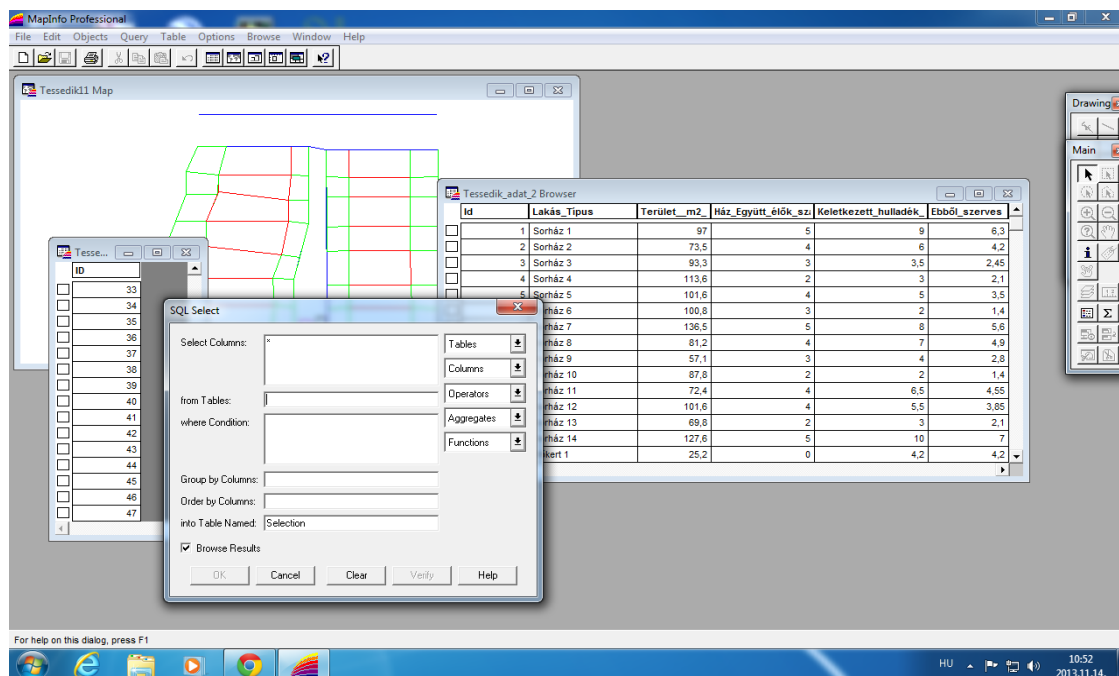 MapInfo Professional
File Edit Objects Query Table Options Browse Window Help
Tessedik11 Map
Drawing
Main
Tessedik_adat_2 Browser
Id Lakás_Tipus Terület__m2_ Ház_Együtt_élők_szá Keletkezett_hulladék_ Ebből_szerves
1 Sorház 1 97 5 9 6,3
2 Sorház 2 73,5 4 6 4,2
3 Sorház 3 93,3 3 3,5 2,45
4 Sorház 4 113,6 2 3 2,1
5 Sorház 5 101,6 4 5 3,5
orház 6 100,8 3 2 1,4
orház 7 136,5 5 8 5,6
orház 8 81,2 4 7 4,9
orház 9 57,1 3 4 2,8
orház 10 87,8 2 2 1,4
orház 11 72,4 4 6,5 4,55
orház 12 101,6 4 5,5 3,85
orház 13 69,8 2 3 2,1
orház 14 127,6 5 10 7
kert 1 25,2 0 4,2 4,2
Tesse...
ID
33
34
35
36
37
38
39
40
41
42
43
44
45
46
47
SQL Select
Select Columns: *
from Tables:
where Condition:
Group by Columns:
Order by Columns:
into Table Named: Selection
Browse Results
Tables
Columns
Operators
Aggregates
Functions
OK Cancel Clear Verify Help
For help on this dialog, press F1
HU 10:52
2013.11.14.